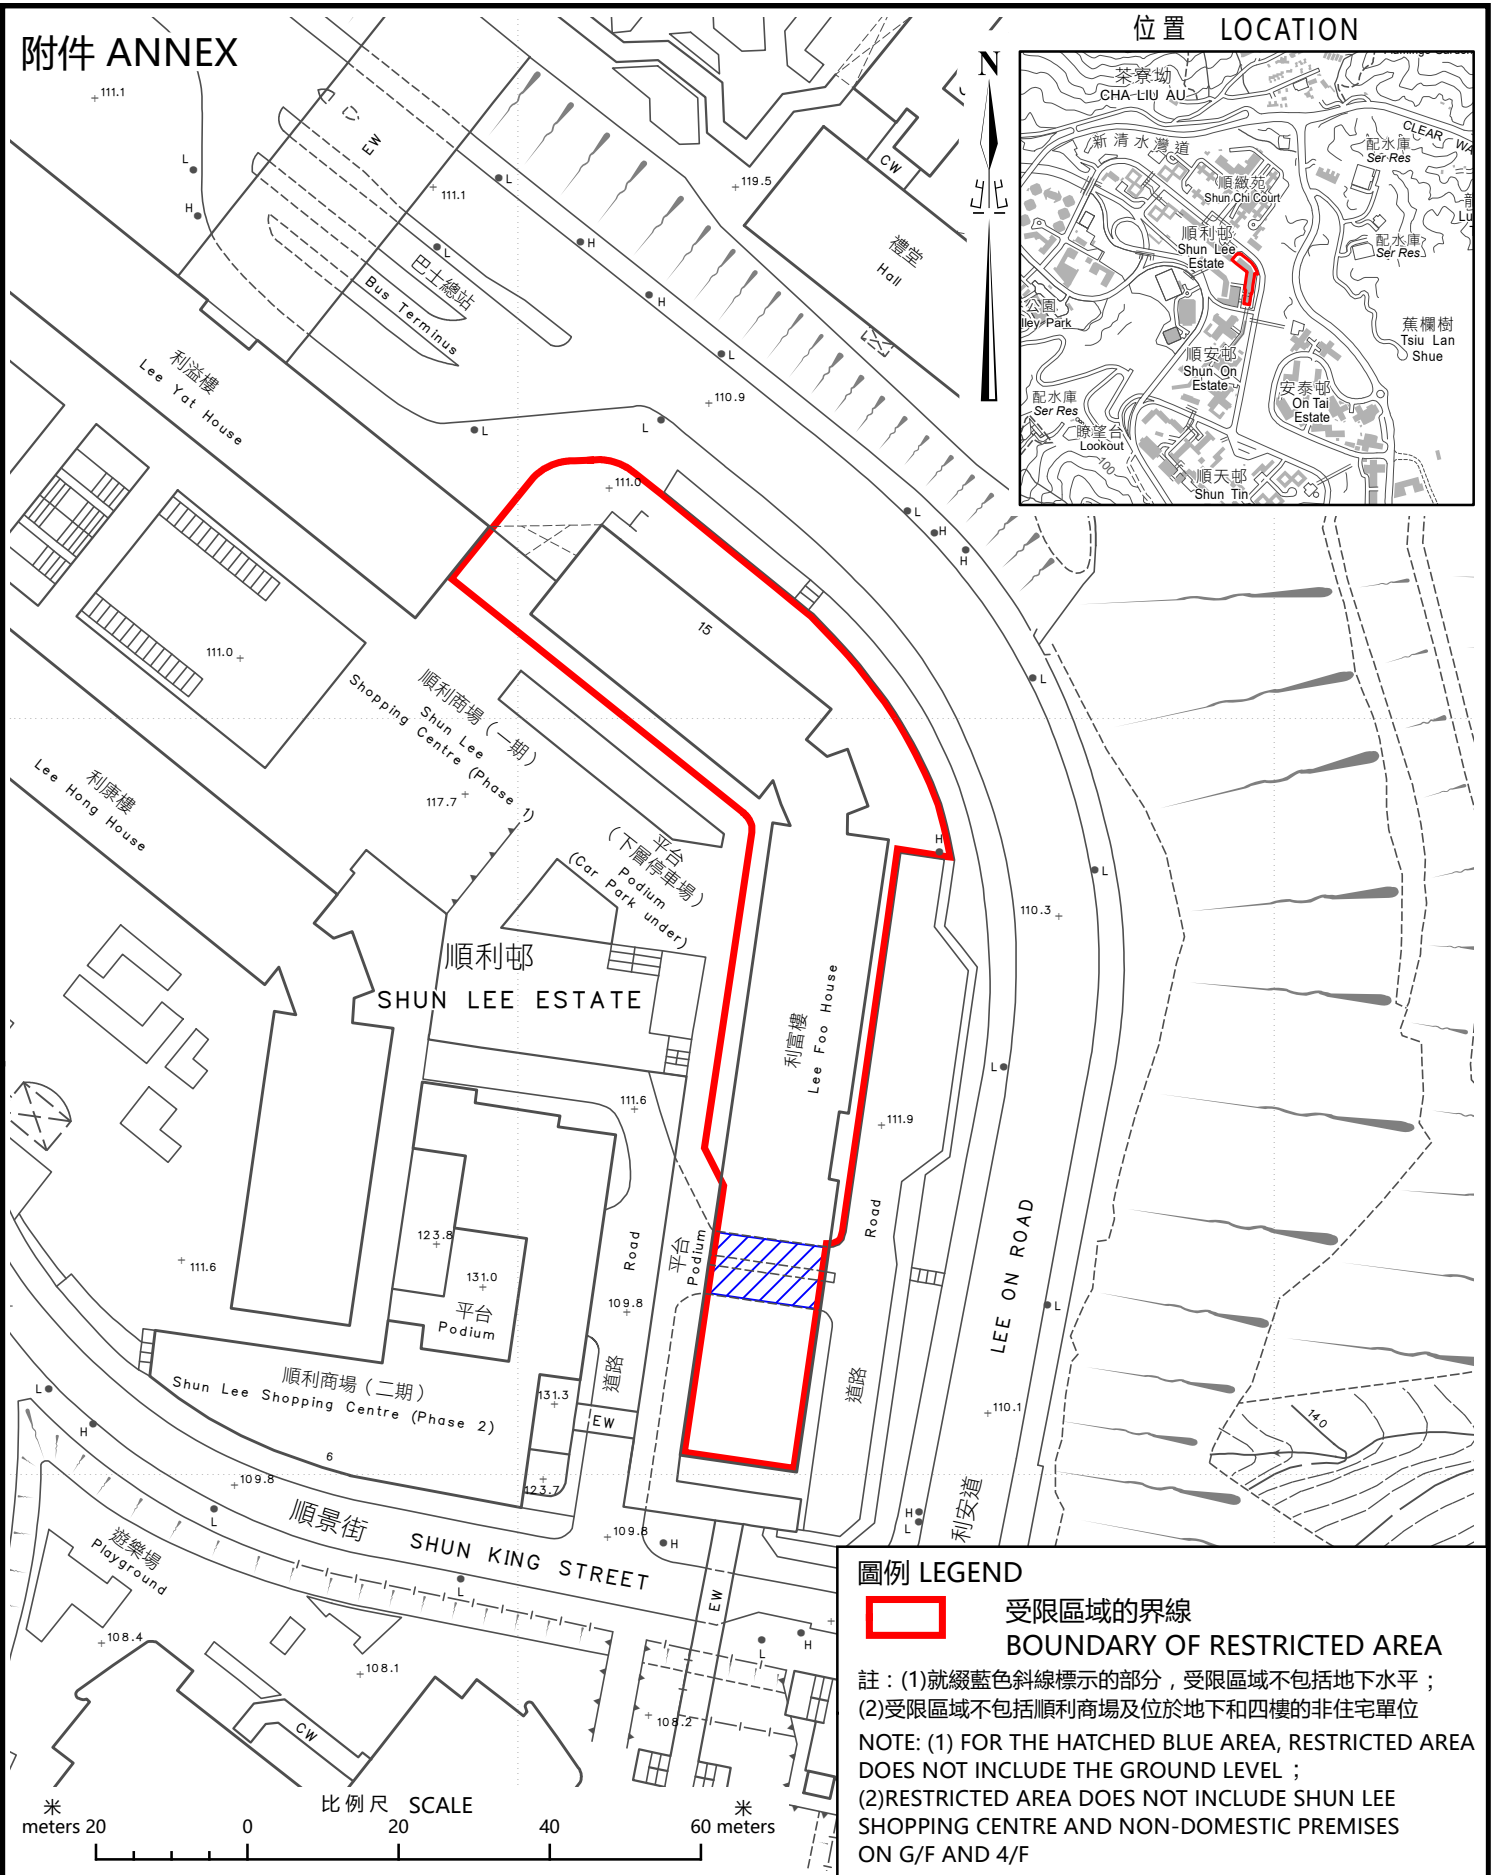 附件 ANNEX
位置 LOCATION
N
茶寮坳
CHA LIU AU
新清水灣道
CLEAR WA
配水庫
Ser Res
順緻苑
Shun Chi Court
順利邨
Shun Lee
Estate
配水庫
Ser Res
公園
lley Park
蕉欄樹
Tsiu Lan
Shue
順安邨
Shun On
Estate
安泰邨
On Tai
Estate
配水庫
Ser Res
瞭望台
Lookout
100
順天邨
Shun Tin
111.1
L
H
EW
111.1
L
119.5
CW
禮堂
Hall
H
L
巴士總站
Bus Terminus
H
L
110.9
利溢樓
Lee Yat House
L
L
111.0
L
H
H
15
111.0
順利商場（一期）
Shun Lee
Shopping Centre (Phase 1)
L
利康樓
Lee Hong House
117.7
平台
（下層停車場）
Podium
(Car Park under)
H
L
110.3
順利邨
SHUN LEE ESTATE
利富樓
Lee Foo House
L
111.6
111.9
123.8
131.0
平台
Podium
111.6
Road
平台
Podium
Road
LEE ON ROAD
109.8
L
順利商場（二期）
Shun Lee Shopping Centre (Phase 2)
道路
道路
131.3
EW
L
H
110.1
140
6
109.8
123.7
L
順景街 SHUN KING STREET
109.8
H
H
L
利安道
遊樂場
Playground
L
EW
108.4
108.1
L
H
CW
108.2
圖例 LEGEND
受限區域的界線
BOUNDARY OF RESTRICTED AREA
註：(1)就綴藍色斜線標示的部分，受限區域不包括地下水平；
(2)受限區域不包括順利商場及位於地下和四樓的非住宅單位
NOTE: (1) FOR THE HATCHED BLUE AREA, RESTRICTED AREA
DOES NOT INCLUDE THE GROUND LEVEL；
(2)RESTRICTED AREA DOES NOT INCLUDE SHUN LEE
SHOPPING CENTRE AND NON-DOMESTIC PREMISES
ON G/F AND 4/F
比例尺 SCALE
米
meters 20 0 20 40 60 meters
米